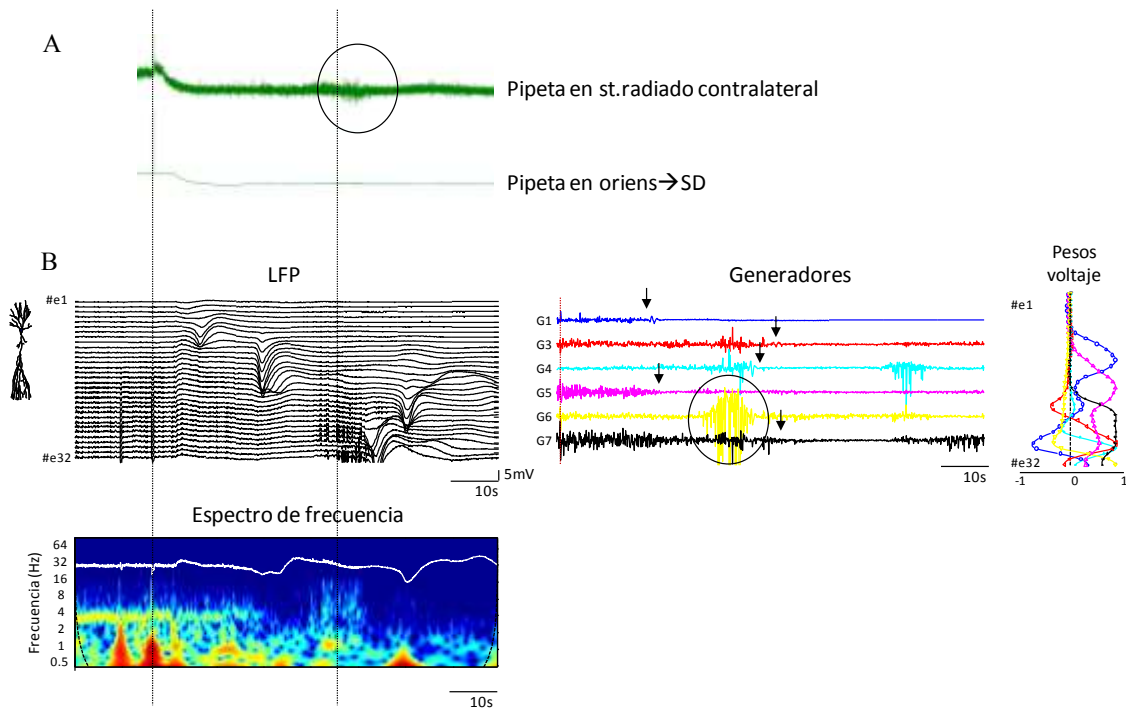 A
Pipeta en st.radiado contralateral
Pipeta en oriens→SD
B
LFP
#e1
#e32
5mV
10s
Generadores
G1
G3
G4
G5
G6
G7
10s
Pesos
voltaje
#e1
#e32
-1 0 1
Espectro de frecuencia
Frecuencia (Hz)
64
32
16
8
4
2
1
0.5
10s